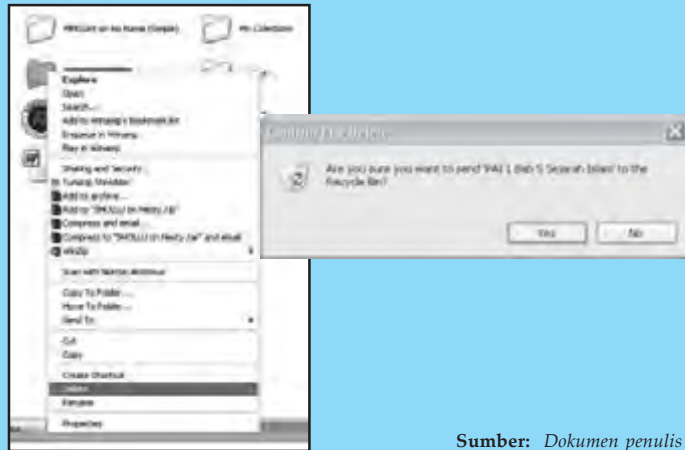 My Collections
Explore
Open
Search...
Add to Winamp's Bookmark list
Enqueue in Winamp
Play in Winamp
Sharing and Security...
Add to archive...
Compress and email...
WinZip
Scan with Norton Antivirus
Copy To Folder...
Move To Folder...
Send To
Cut
Copy
Create Shortcut
Delete
Rename
Properties
Confirm File Delete
Are you sure you want to send 'PAI 1 Bab 5 Sejarah Islam' to the
Recycle Bin?
Yes
No
Sumber: Dokumen penulis